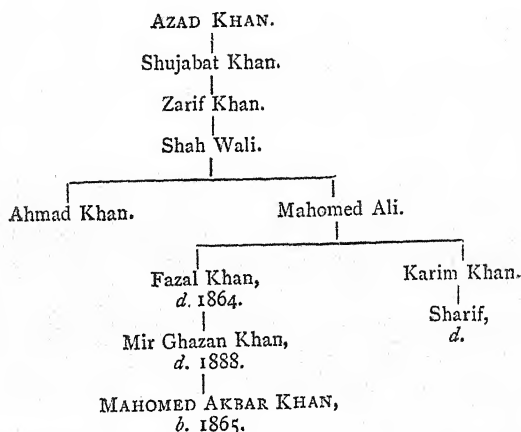 AZAD KHAN.
Shujabat Khan.
Zarif Khan.
Shah Wali.
Ahmad Khan. Mahomed Ali.
Fazal Khan, Karim Khan.
d. 1864. Sharif,
d.
Mir Ghazan Khan,
d. 1888.
MAHOMED AKBAR KHAN,
b. 1865.